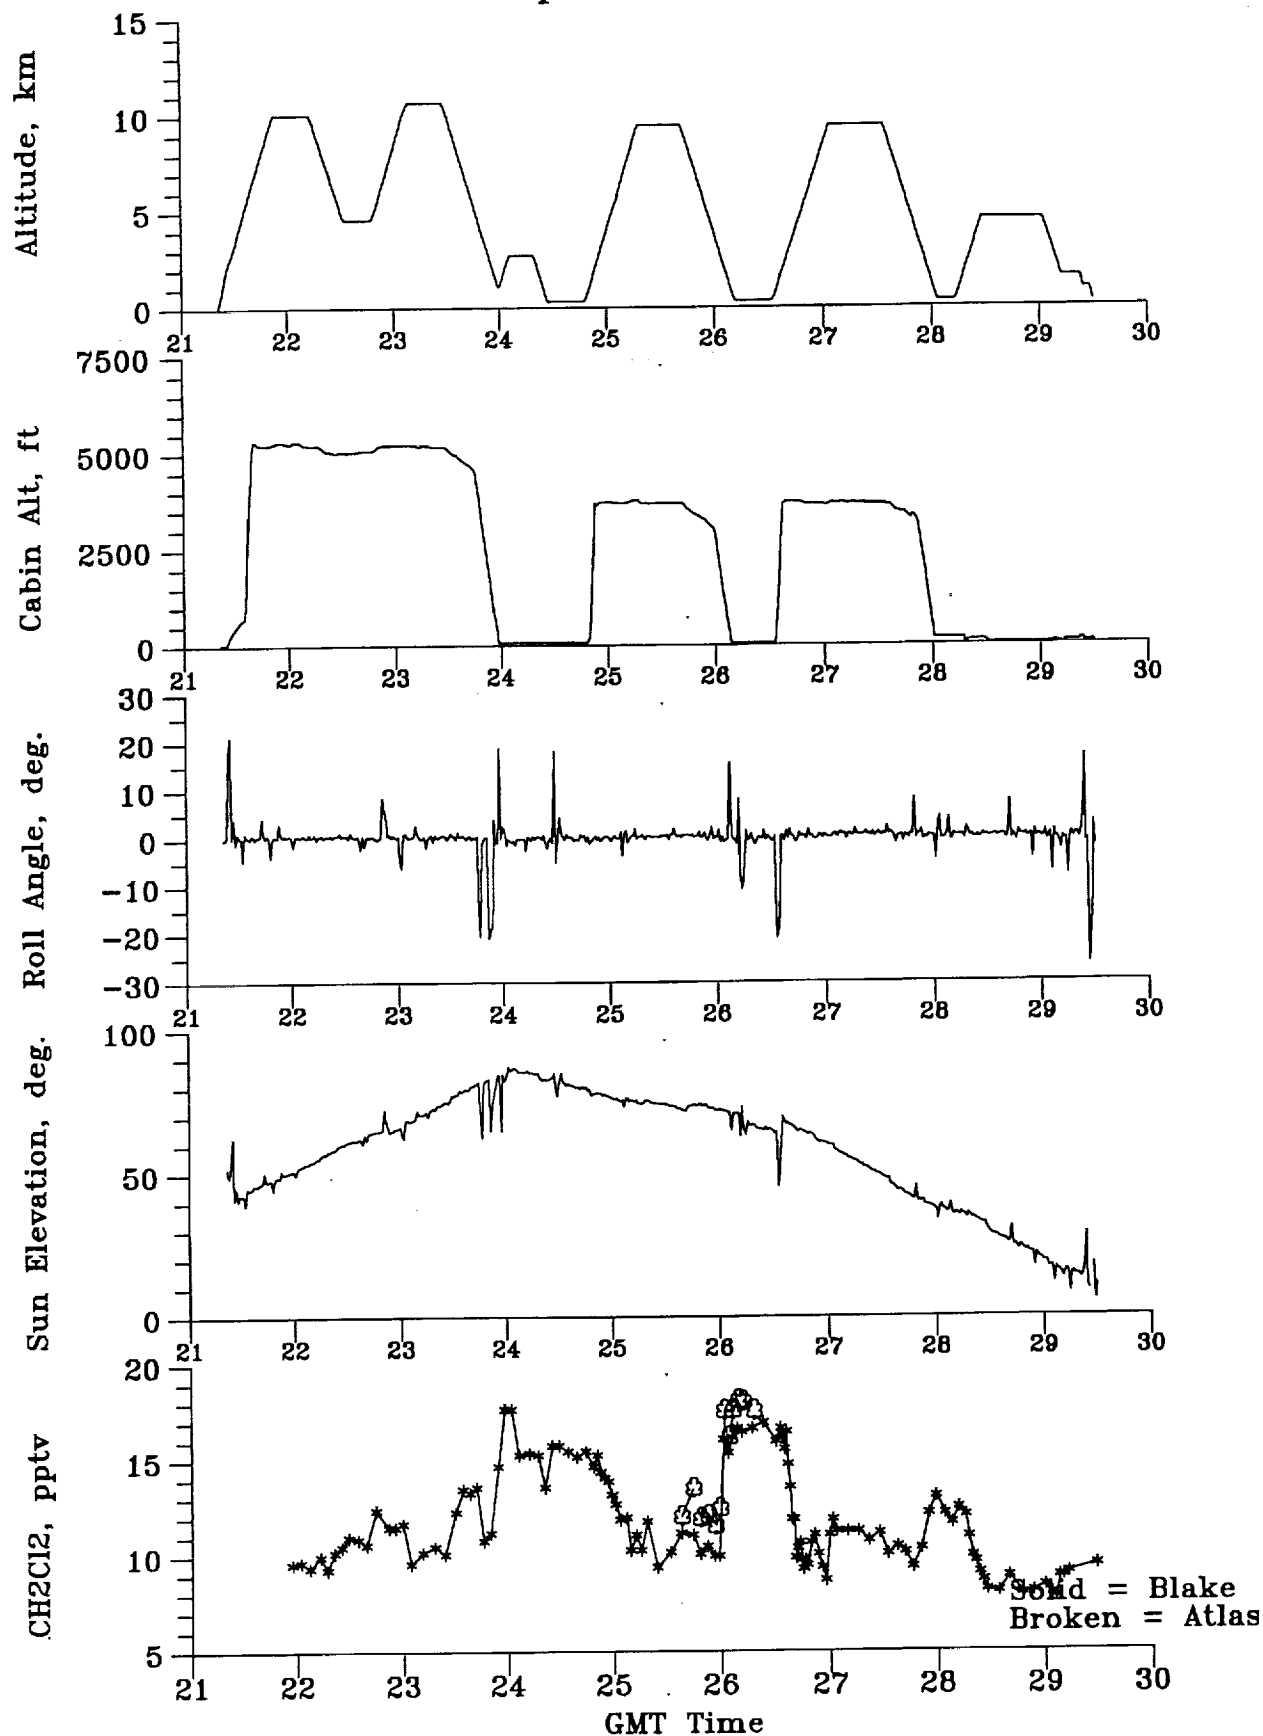 15
10
5
0
Altitude, km
21 22 23 24 25 26 27 28 29 30
7500
5000
2500
0
Cabin Alt, ft
21 22 23 24 25 26 27 28 29 30
30
20
10
0
−10
−20
−30
Roll Angle, deg.
21 22 23 24 25 26 27 28 29 30
100
50
0
Sun Elevation, deg.
21 22 23 24 25 26 27 28 29 30
20
15
10
5
CH2Cl2, pptv
Solid = Blake
Broken = Atlas
21 22 23 24 25 26 27 28 29 30
GMT Time